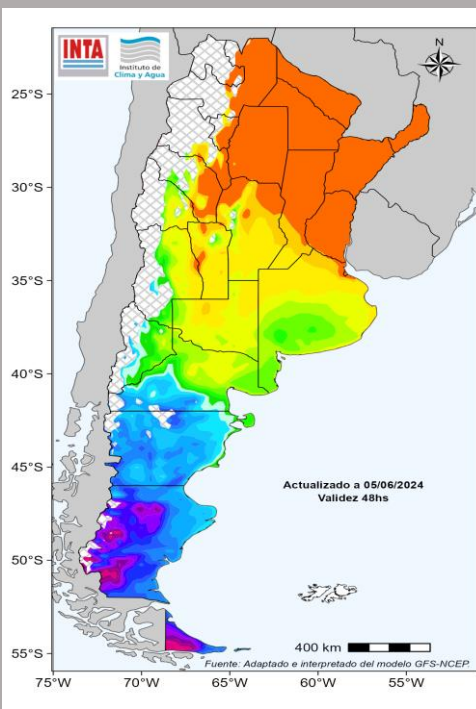 INTA
Instituto de
Clima y Agua
N
25°S
30°S
35°S
40°S
45°S
50°S
55°S
Actualizado a 05/06/2024
Validez 48hs
400 km
Fuente: Adaptado e interpretado del modelo GFS-NCEP.
75°W
70°W
65°W
60°W
55°W